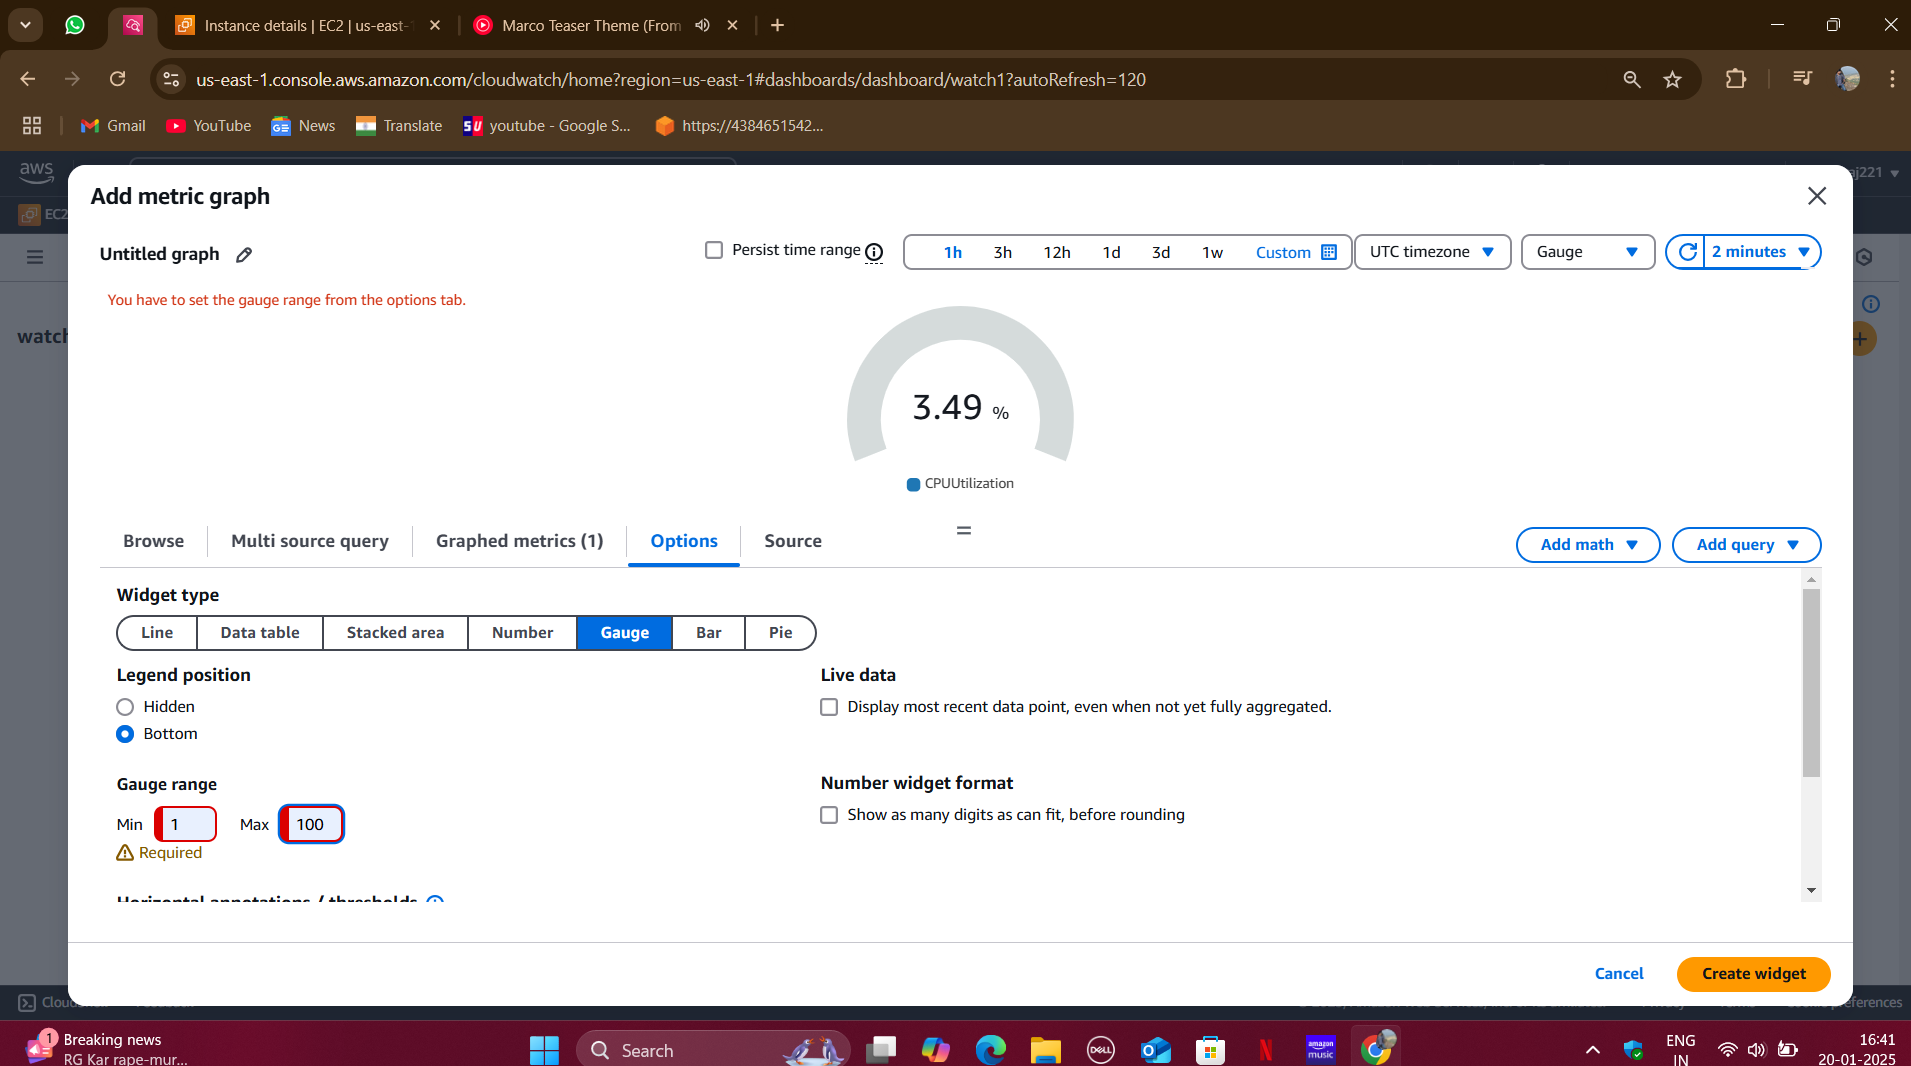 Instance details | EC2 | us-east-1
Marco Teaser Theme (From
us-east-1.console.aws.amazon.com/cloudwatch/home?region=us-east-1#dashboards/dashboard/watch1?autoRefresh=120
Gmail
YouTube
News
Translate
SU youtube - Google S...
https://4384651542...
aws
aj221
EC2
watch
Add metric graph
Untitled graph
Persist time range
1h 3h 12h 1d 3d 1w Custom
UTC timezone
Gauge
2 minutes
You have to set the gauge range from the options tab.
3.49 %
CPUUtilization
Browse
Multi source query
Graphed metrics (1)
Options
Source
Add math
Add query
Widget type
Line Data table Stacked area Number Gauge Bar Pie
Legend position
Hidden
Bottom
Live data
Display most recent data point, even when not yet fully aggregated.
Gauge range
Min 1 Max 100
Required
Number widget format
Show as many digits as can fit, before rounding
Horizontal annotations / thresholds
Cancel
Create widget
1
Breaking news
RG Kar rape-mur...
Search
DELL
amazon music
ENG
IN
16:41
20-01-2025